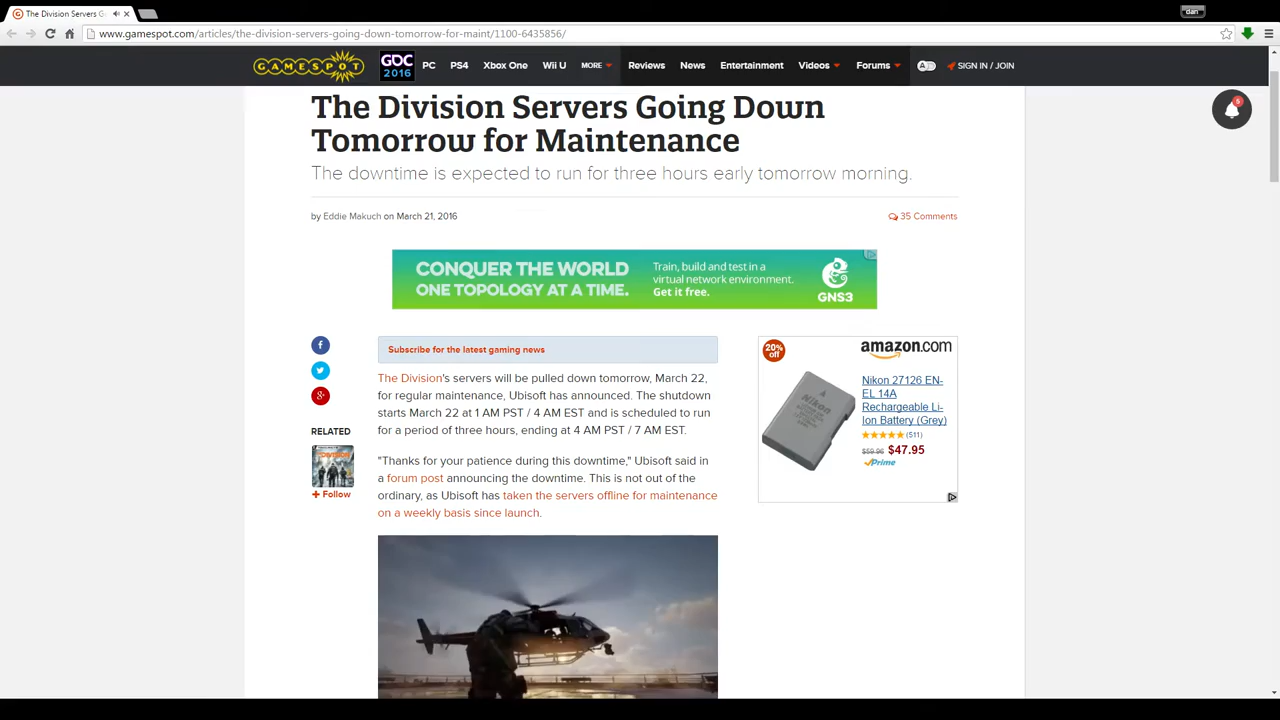 The Division Servers G
dan
www.gamespot.com/articles/the-division-servers-going-down-tomorrow-for-maint/1100-6435856/
GAMESPOT
GDC 2016
PC PS4 Xbox One Wii U MORE Reviews News Entertainment Videos Forums SIGN IN / JOIN
6
The Division Servers Going Down
Tomorrow for Maintenance
The downtime is expected to run for three hours early tomorrow morning.
by Eddie Makuch on March 21, 2016
35 Comments
CONQUER THE WORLD
ONE TOPOLOGY AT A TIME.
Train, build and test in a
virtual network environment.
Get it free.
GNS3
Subscribe for the latest gaming news
The Division's servers will be pulled down tomorrow, March 22,
for regular maintenance, Ubisoft has announced. The shutdown
starts March 22 at 1 AM PST / 4 AM EST and is scheduled to run
for a period of three hours, ending at 4 AM PST / 7 AM EST.
"Thanks for your patience during this downtime," Ubisoft said in
a forum post announcing the downtime. This is not out of the
ordinary, as Ubisoft has taken the servers offline for maintenance
on a weekly basis since launch.
RELATED
+ Follow
20%
off
amazon.com
Nikon
Nikon 27126 EN-
EL 14A
Rechargeable Li-
Ion Battery (Grey)
(511)
$59.96 $47.95
Prime